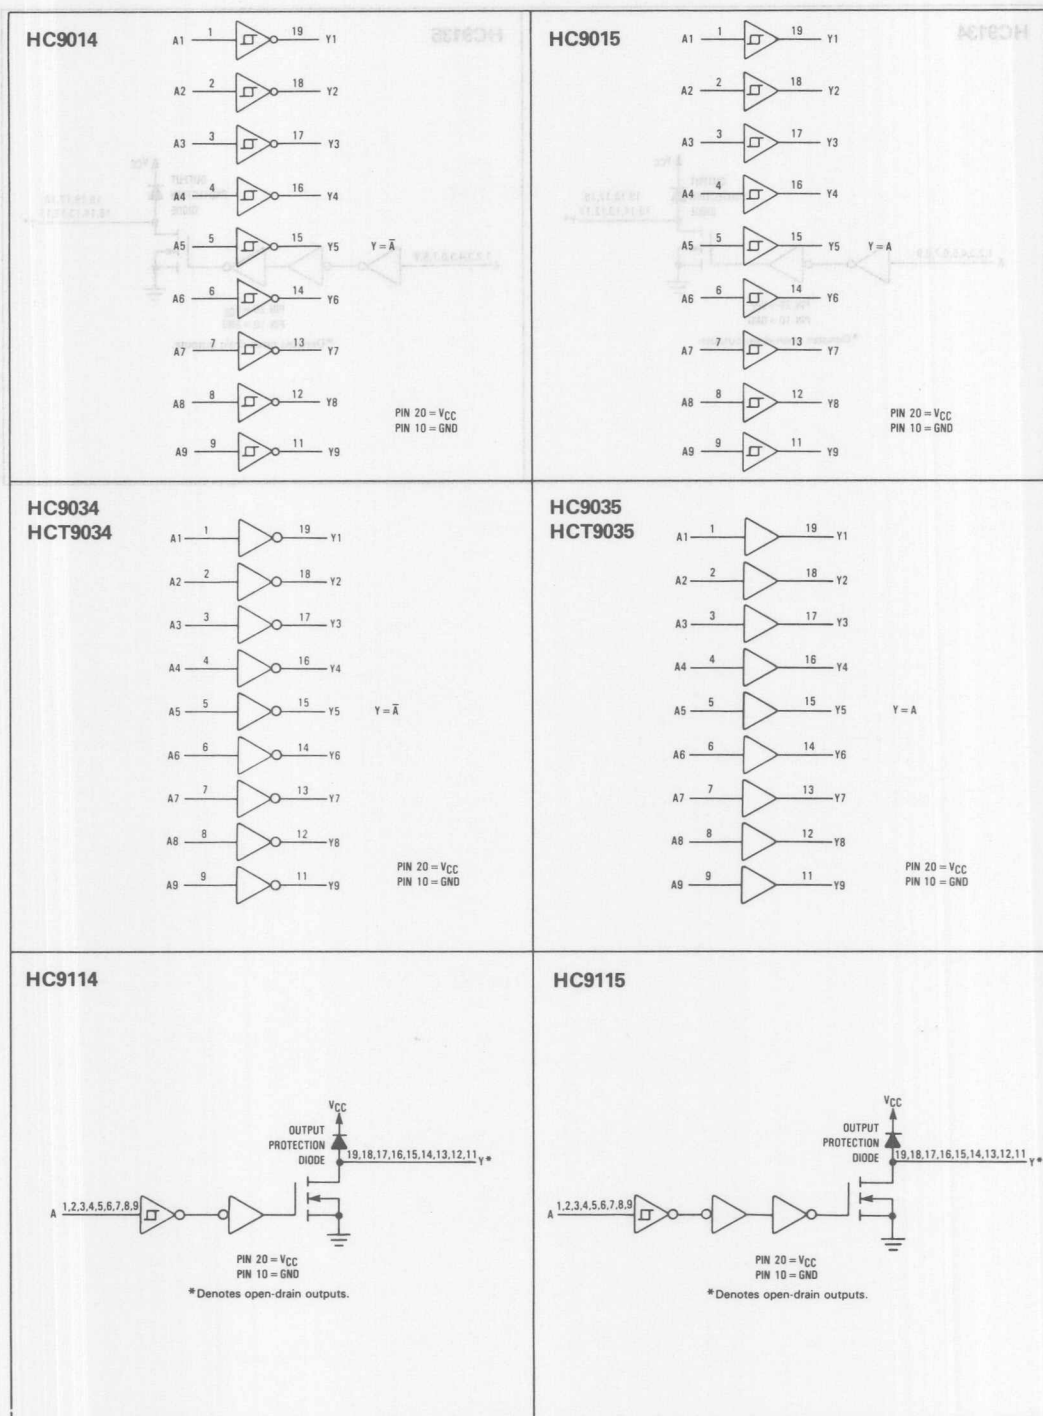 HC9014
A1 1 19 Y1
A2 2 18 Y2
A3 3 17 Y3
A4 4 16 Y4
A5 5 15 Y5 Y = A̅
A6 6 14 Y6
A7 7 13 Y7
A8 8 12 Y8
A9 9 11 Y9
PIN 20 = VCC
PIN 10 = GND
HC9015
A1 1 19 Y1
A2 2 18 Y2
A3 3 17 Y3
A4 4 16 Y4
A5 5 15 Y5 Y = A
A6 6 14 Y6
A7 7 13 Y7
A8 8 12 Y8
A9 9 11 Y9
PIN 20 = VCC
PIN 10 = GND
HC9034
HCT9034
A1 1 19 Y1
A2 2 18 Y2
A3 3 17 Y3
A4 4 16 Y4
A5 5 15 Y5 Y = A̅
A6 6 14 Y6
A7 7 13 Y7
A8 8 12 Y8
A9 9 11 Y9
PIN 20 = VCC
PIN 10 = GND
HC9035
HCT9035
A1 1 19 Y1
A2 2 18 Y2
A3 3 17 Y3
A4 4 16 Y4
A5 5 15 Y5 Y = A
A6 6 14 Y6
A7 7 13 Y7
A8 8 12 Y8
A9 9 11 Y9
PIN 20 = VCC
PIN 10 = GND
HC9114
VCC
OUTPUT
PROTECTION
DIODE
19,18,17,16,15,14,13,12,11 Y*
A 1,2,3,4,5,6,7,8,9
PIN 20 = VCC
PIN 10 = GND
*Denotes open-drain outputs.
HC9115
VCC
OUTPUT
PROTECTION
DIODE
19,18,17,16,15,14,13,12,11 Y*
A 1,2,3,4,5,6,7,8,9
PIN 20 = VCC
PIN 10 = GND
*Denotes open-drain outputs.